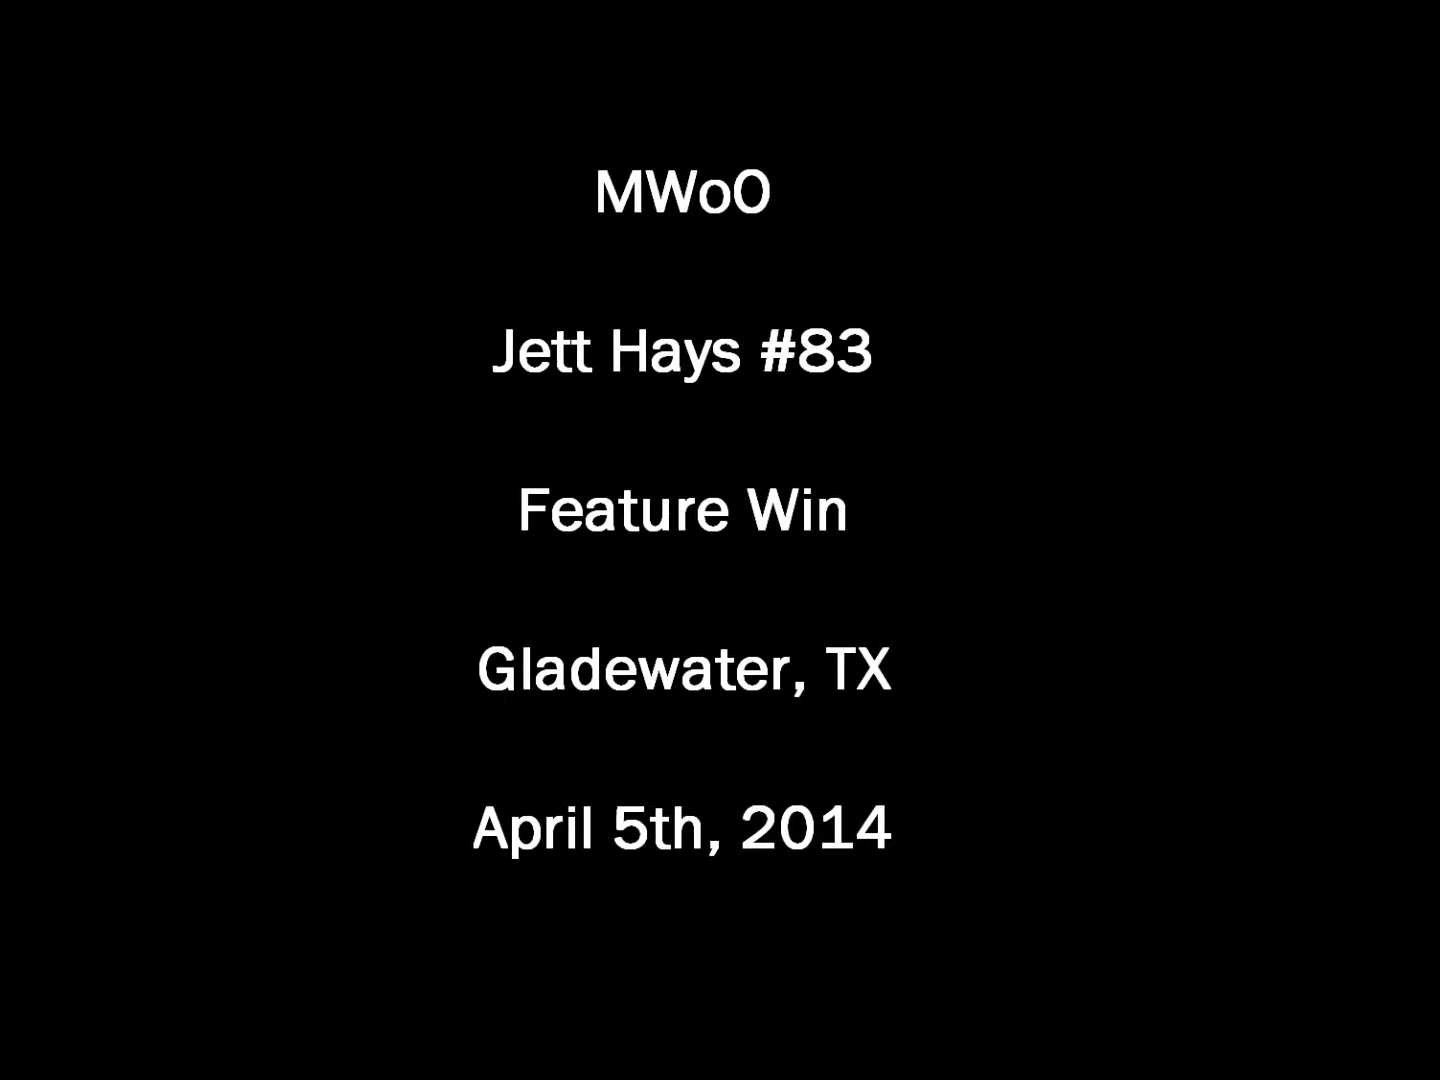 MWoO
Jett Hays #83
Feature Win
Gladewater, TX
April 5th, 2014